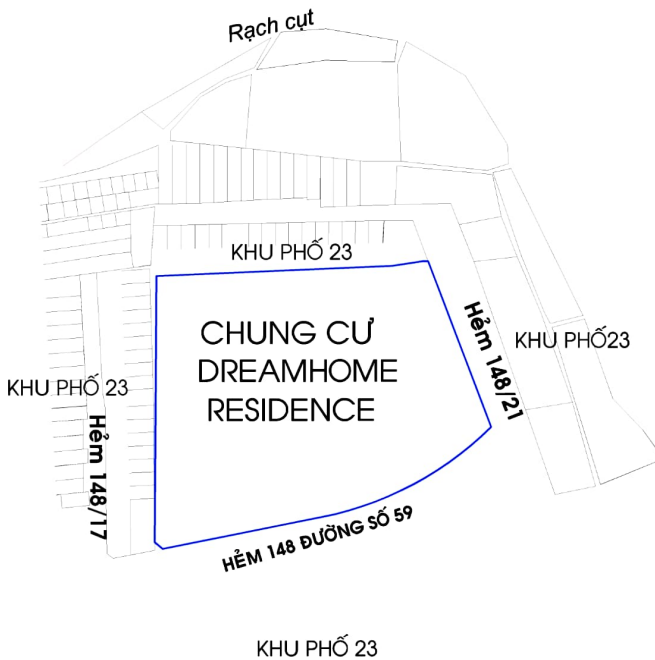 Rạch cụt
KHU PHỐ 23
CHUNG CƯ
DREAMHOME
RESIDENCE
Hẻm 148/21
KHU PHỐ23
KHU PHỐ 23
Hẻm 148/17
HẺM 148 ĐƯỜNG SỐ 59
KHU PHỐ 23